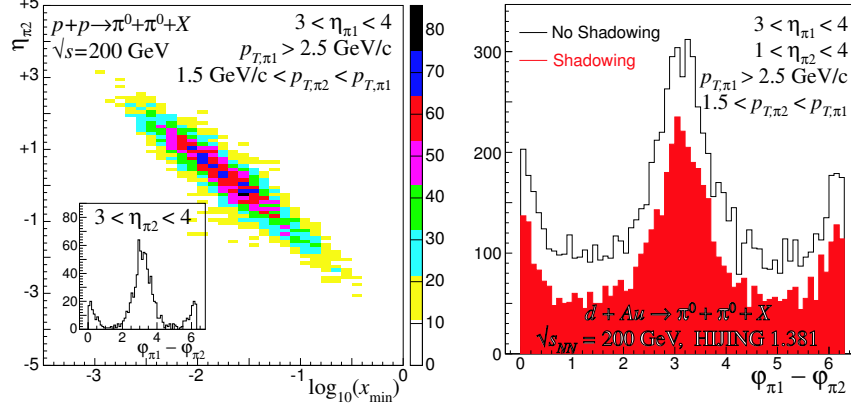 p + p → π⁰ + π⁰ + X
√s = 200 GeV
3 < η_π1 < 4
p_T,π1 > 2.5 GeV/c
1.5 GeV/c < p_T,π2 < p_T,π1
η_π2
+5
+3
+1
-1
-3
-5
3 < η_π2 < 4
80
60
40
20
0
0 2 4 6
φ_π1 − φ_π2
-3 -2 -1 0
log₁₀(x_min)
80
70
60
50
40
30
20
10
0
No Shadowing
Shadowing
3 < η_π1 < 4
1 < η_π2 < 4
p_T,π1 > 2.5 GeV/c
1.5 < p_T,π2 < p_T,π1
300
250
200
150
100
50
0
d + Au → π⁰ + π⁰ + X
√s_NN = 200 GeV, HIJING 1.381
0 1 2 3 4 5 6
φ_π1 − φ_π2